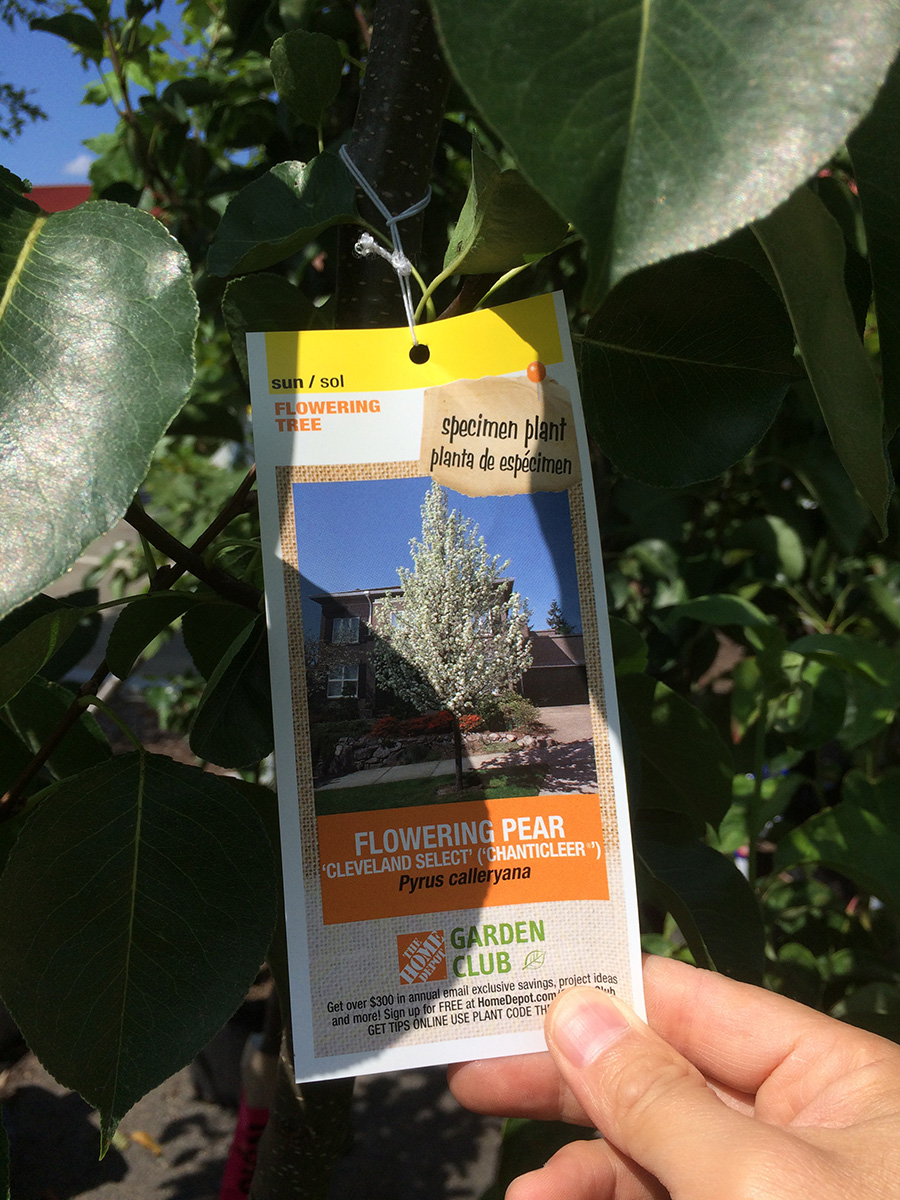 sun / sol
FLOWERING
TREE
specimen plant
planta de espécimen
FLOWERING PEAR
'CLEVELAND SELECT' ('CHANTICLEER'®)
Pyrus calleryana
THE
HOME
DEPOT
GARDEN
CLUB
Get over $300 in annual email exclusive savings, project ideas
and more! Sign up for FREE at HomeDepot.com/ Club
GET TIPS ONLINE USE PLANT CODE